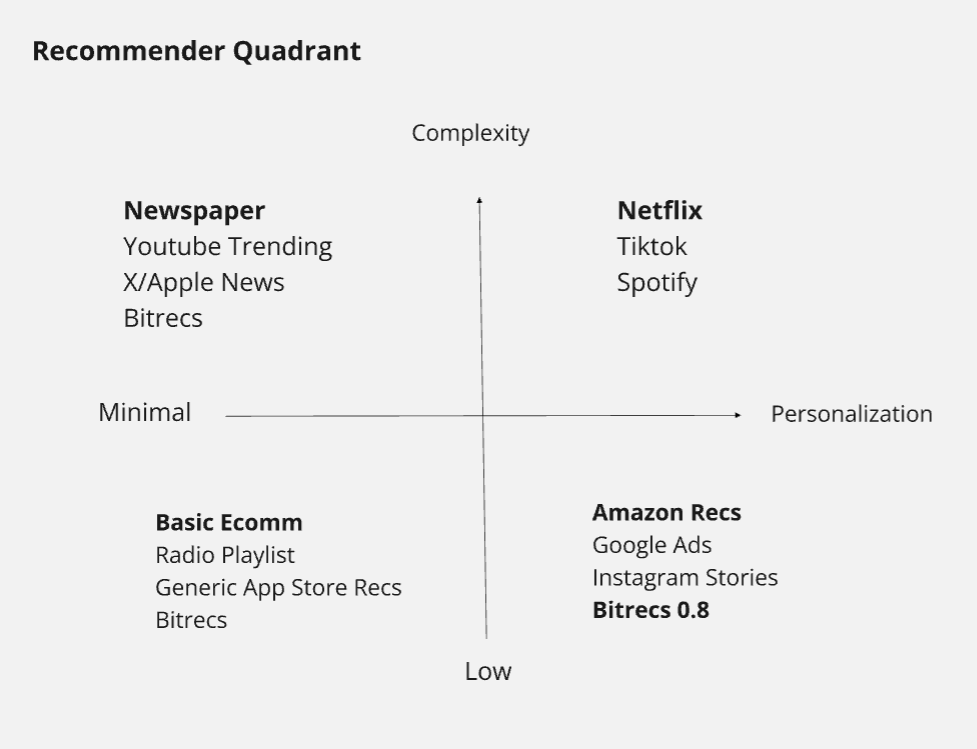 Recommender Quadrant
Complexity
Newspaper
Youtube Trending
X/Apple News
Bitrecs
Netflix
Tiktok
Spotify
Minimal
Personalization
Basic Ecomm
Radio Playlist
Generic App Store Recs
Bitrecs
Amazon Recs
Google Ads
Instagram Stories
Bitrecs 0.8
Low